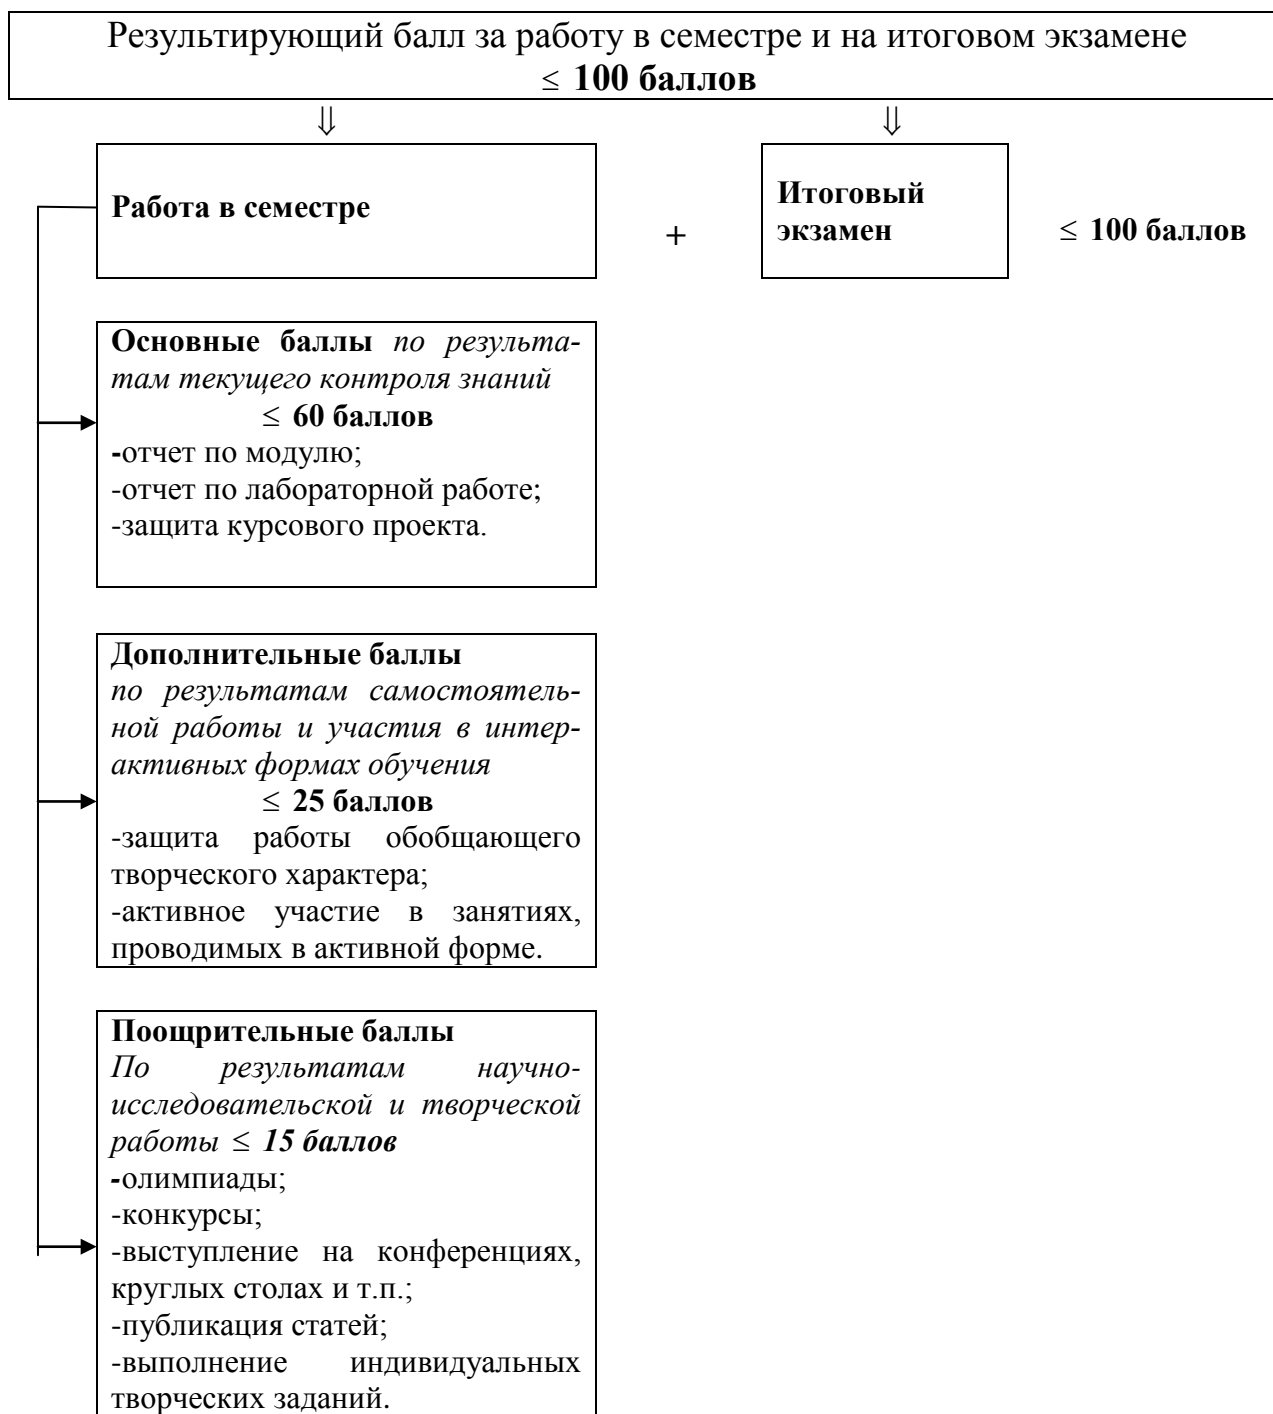 Результирующий балл за работу в семестре и на итоговом экзамене
≤ 100 баллов
⇓ ⇓
Работа в семестре
+
Итоговый
экзамен
≤ 100 баллов
Основные баллы по результа-
там текущего контроля знаний
≤ 60 баллов
-отчет по модулю;
-отчет по лабораторной работе;
-защита курсового проекта.
Дополнительные баллы
по результатам самостоятель-
ной работы и участия в интер-
активных формах обучения
≤ 25 баллов
-защита работы обобщающего
творческого характера;
-активное участие в занятиях,
проводимых в активной форме.
Поощрительные баллы
По результатам научно-
исследовательской и творческой
работы ≤ 15 баллов
-олимпиады;
-конкурсы;
-выступление на конференциях,
круглых столах и т.п.;
-публикация статей;
-выполнение индивидуальных
творческих заданий.